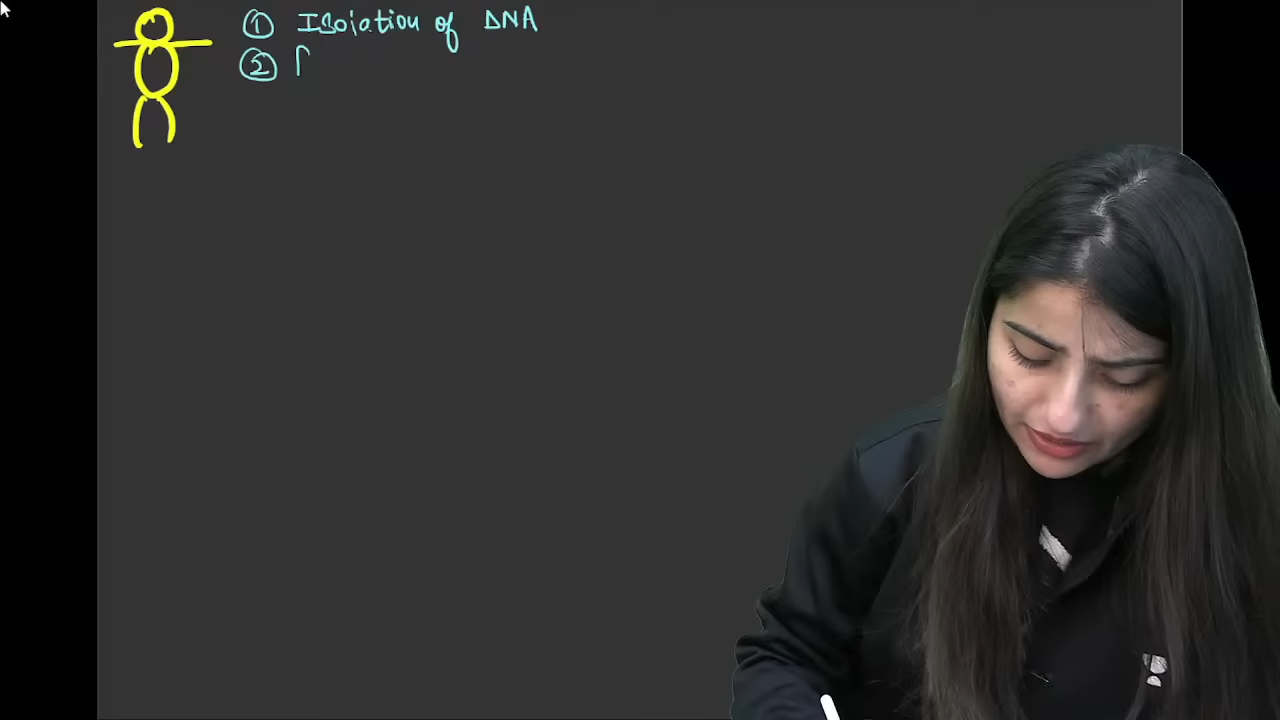 ① Isolation of DNA
②